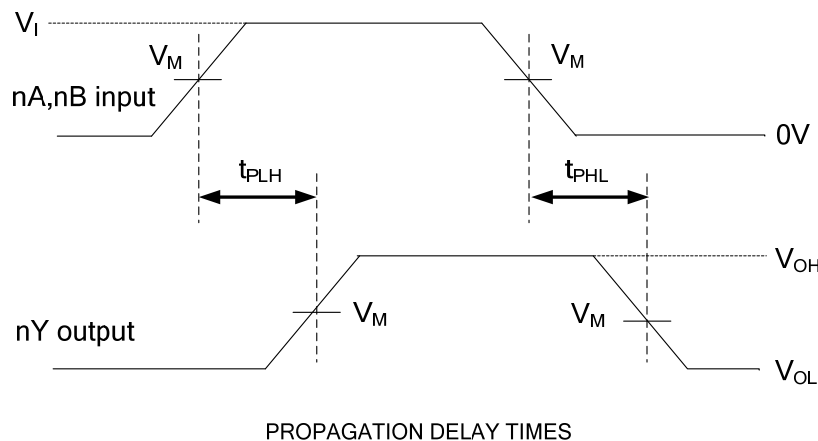 V_I
V_M
V_M
nA,nB input
0V
t_PLH
t_PHL
V_OH
V_M
V_M
nY output
V_OL
PROPAGATION DELAY TIMES